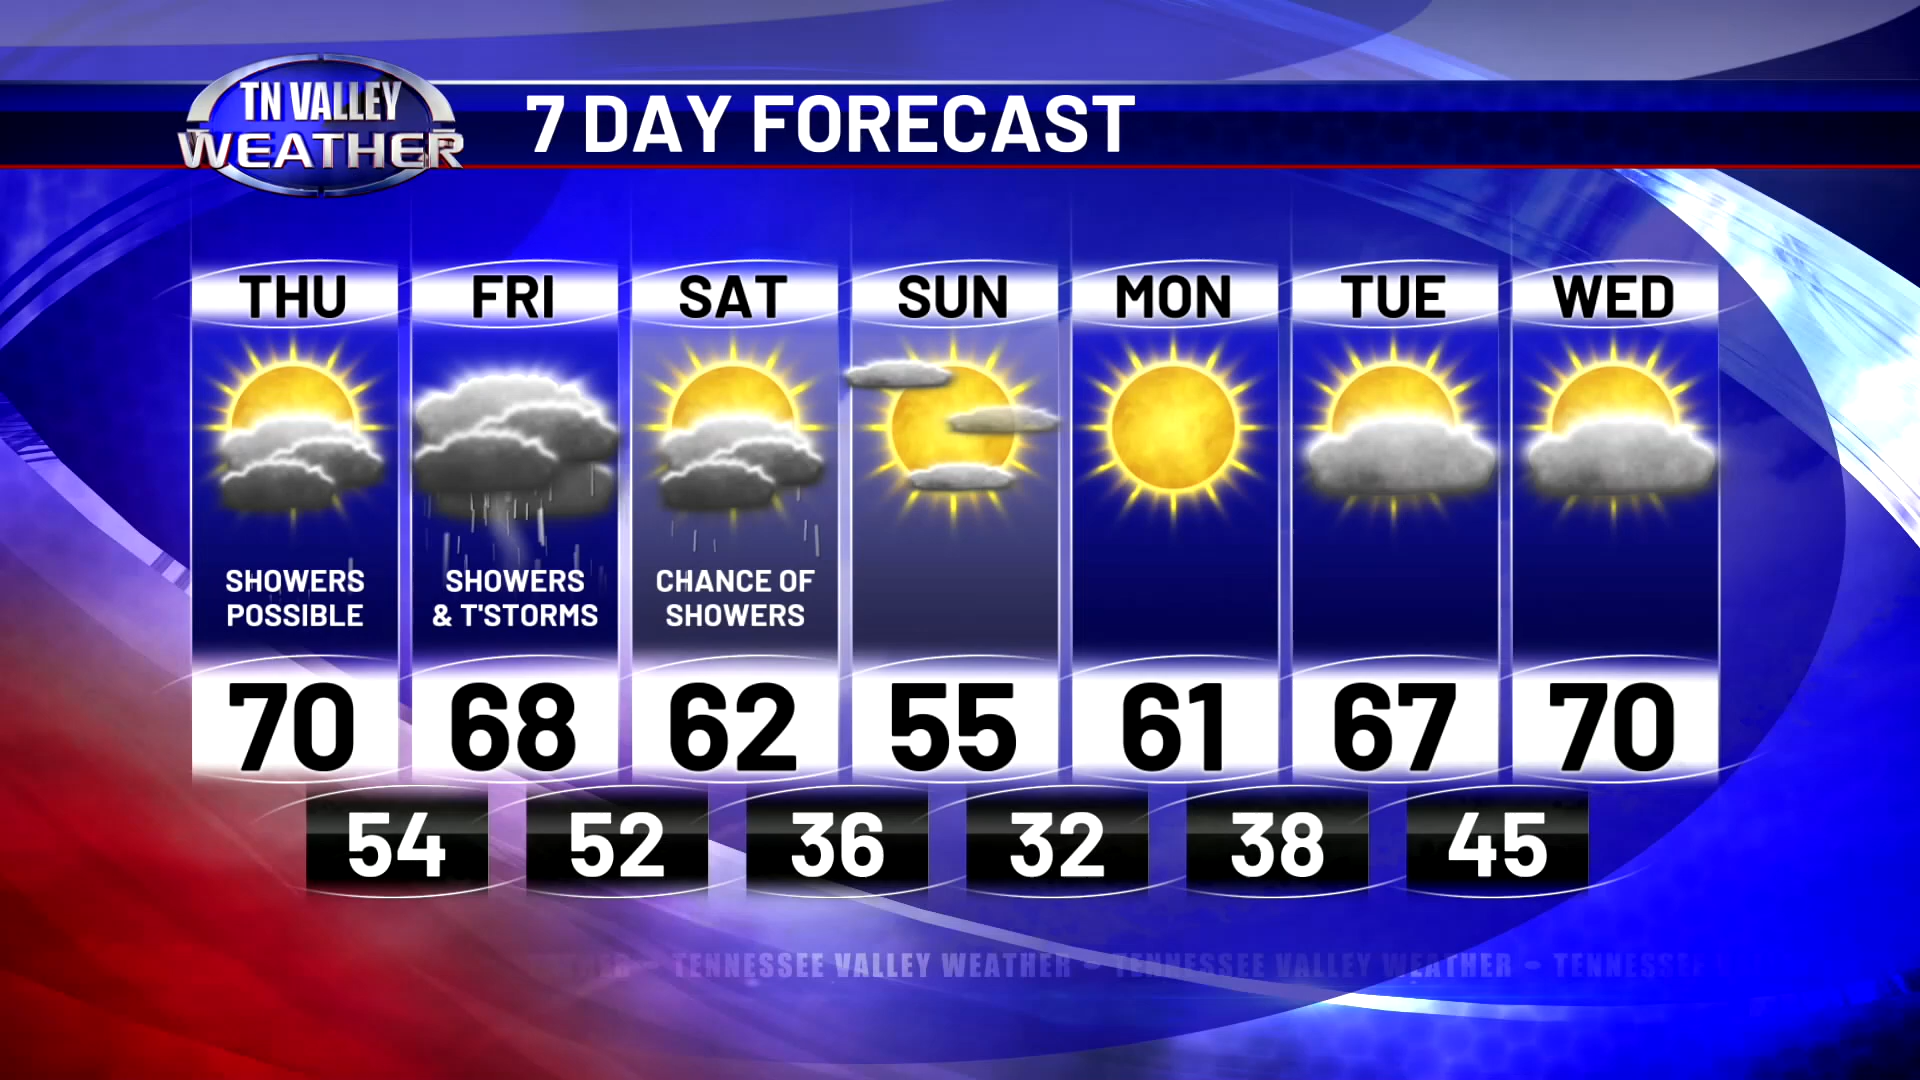 TN VALLEY
WEATHER
7 DAY FORECAST
THU FRI SAT SUN MON TUE WED
SHOWERS
POSSIBLE
SHOWERS
& T'STORMS
CHANCE OF
SHOWERS
70 68 62 55 61 67 70
54 52 36 32 38 45
TENNESSEE VALLEY WEATHER - TENNESSEE VALLEY WEATHER - TENNESSEE